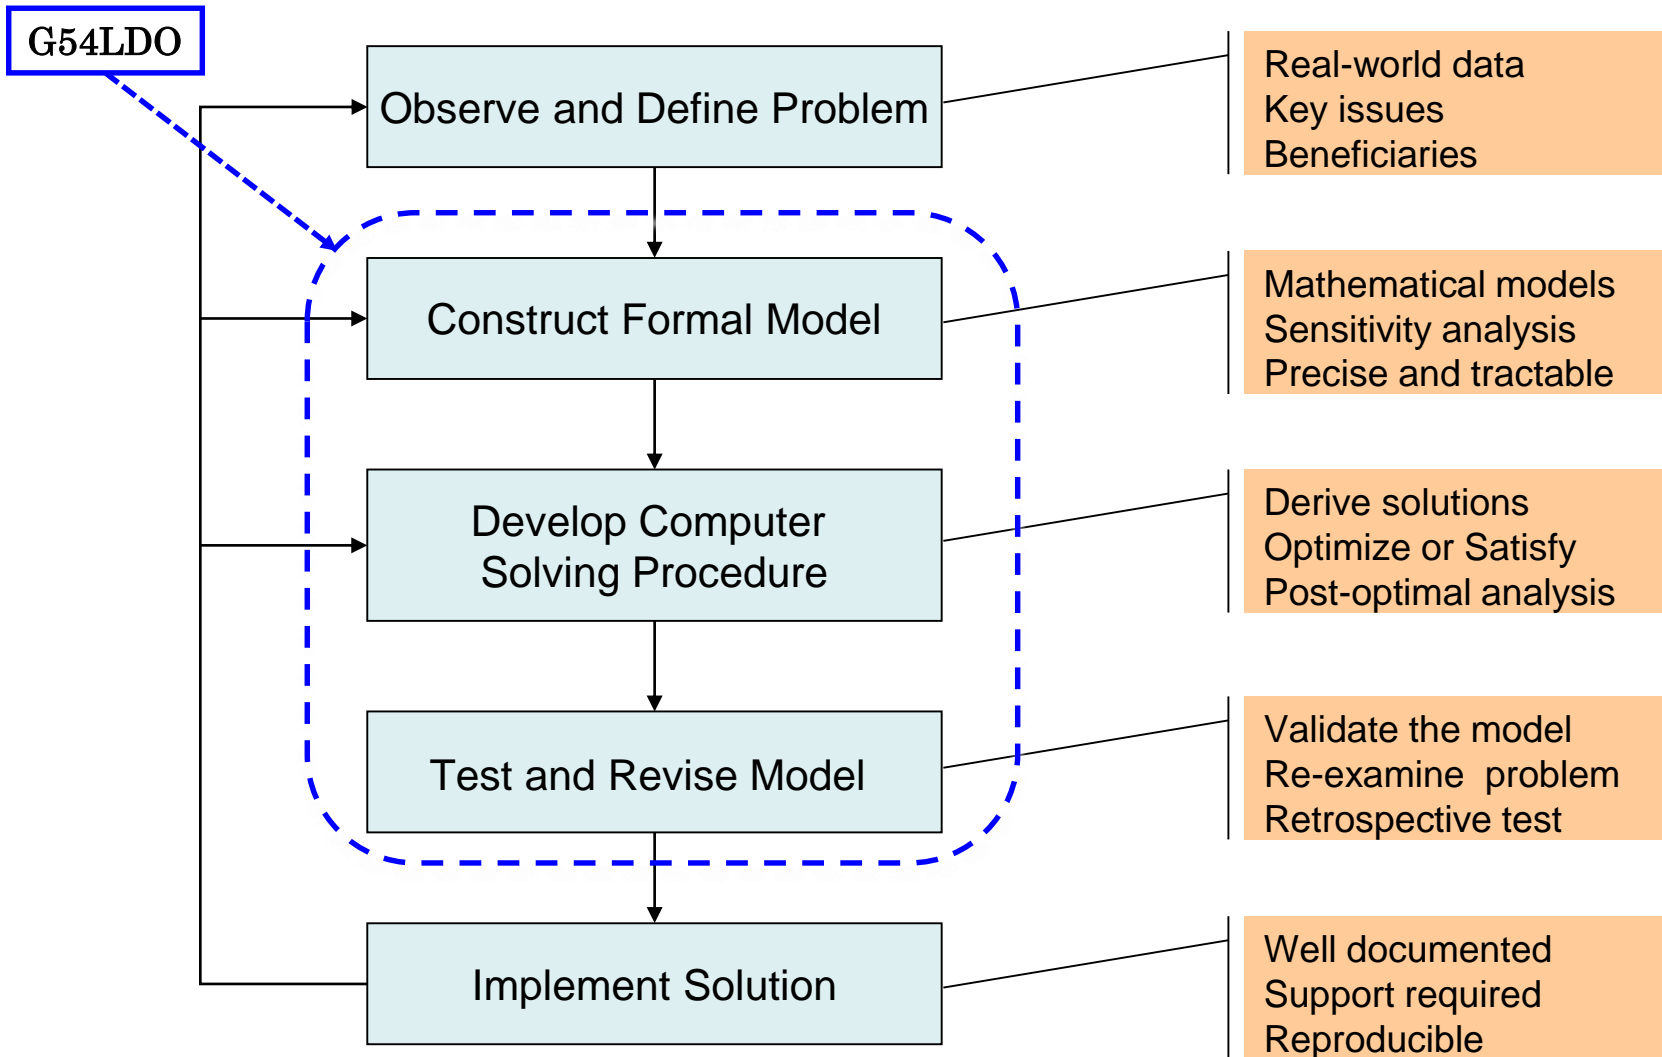 G54LDO
Observe and Define Problem
Real-world data
Key issues
Beneficiaries
Construct Formal Model
Mathematical models
Sensitivity analysis
Precise and tractable
Develop Computer
Solving Procedure
Derive solutions
Optimize or Satisfy
Post-optimal analysis
Test and Revise Model
Validate the model
Re-examine  problem
Retrospective test
Implement Solution
Well documented
Support required
Reproducible